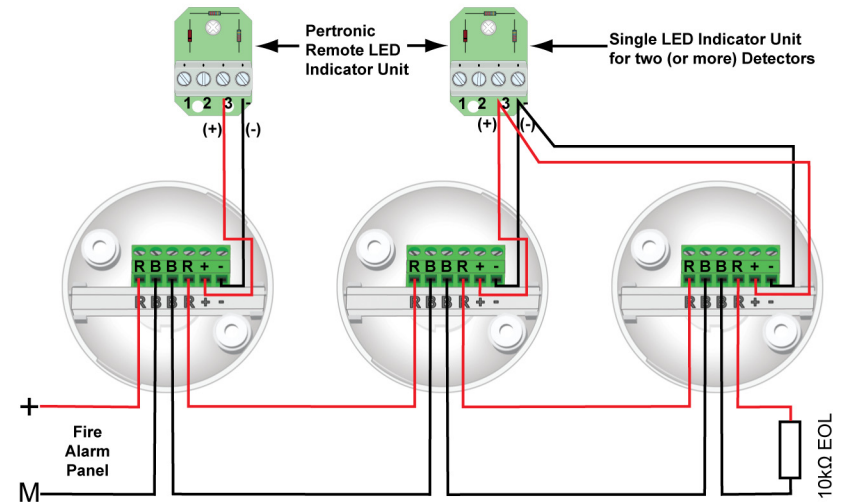 Pertronic
Remote LED
Indicator Unit
Single LED Indicator Unit
for two (or more) Detectors
1 2 3 -
(+) (-)
1 2 3 -
(+) (-)
R B B R + -
R B B R + -
R B B R + -
R B B R + -
R B B R + -
R B B R + -
+
Fire
Alarm
Panel
M
10kΩ EOL